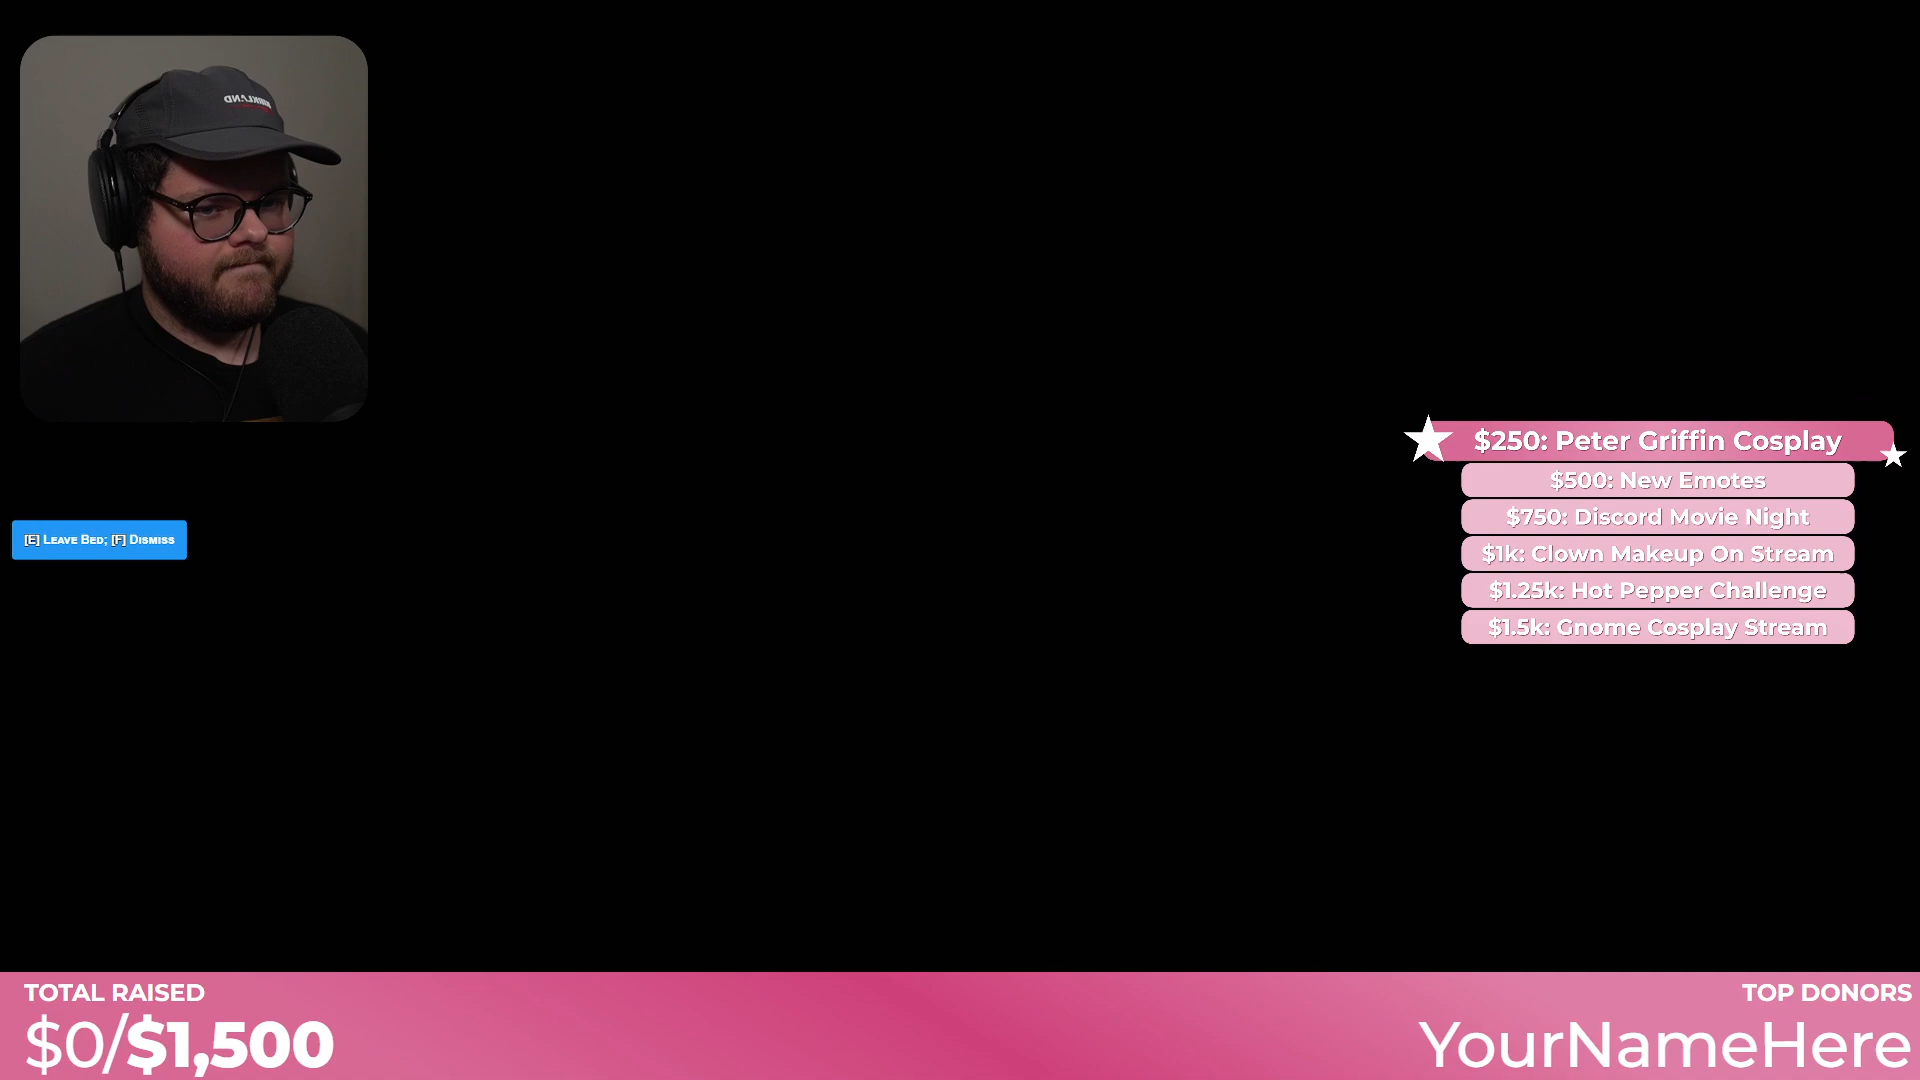 $250: Peter Griffin Cosplay
$500: New Emotes
$750: Discord Movie Night
[E] Leave Bed; [F] Dismiss
$1k: Clown Makeup On Stream
$1.25k: Hot Pepper Challenge
$1.5k: Gnome Cosplay Stream
TOTAL RAISED
$0/$1,500
TOP DONORS
YourNameHere